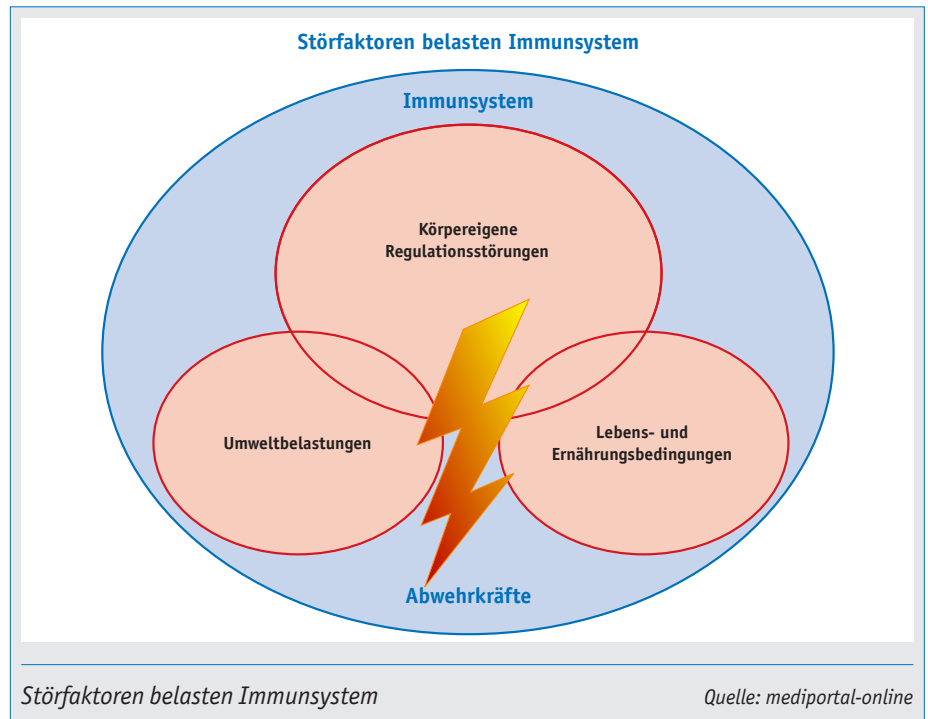 Störfaktoren belasten Immunsystem
Immunsystem
Körpereigene
Regulationsstörungen
Umweltbelastungen
Lebens- und
Ernährungsbedingungen
Abwehrkräfte
Störfaktoren belasten Immunsystem
Quelle: mediportal-online